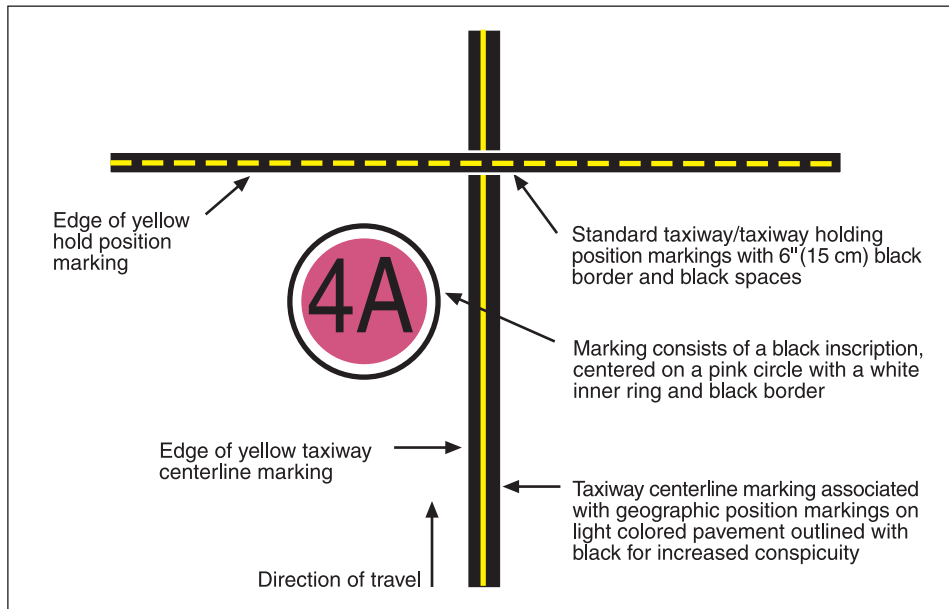 Edge of yellow
hold position
marking
Standard taxiway/taxiway holding
position markings with 6"(15 cm) black
border and black spaces
4A
Marking consists of a black inscription,
centered on a pink circle with a white
inner ring and black border
Edge of yellow taxiway
centerline marking
Taxiway centerline marking associated
with geographic position markings on
light colored pavement outlined with
black for increased conspicuity
Direction of travel